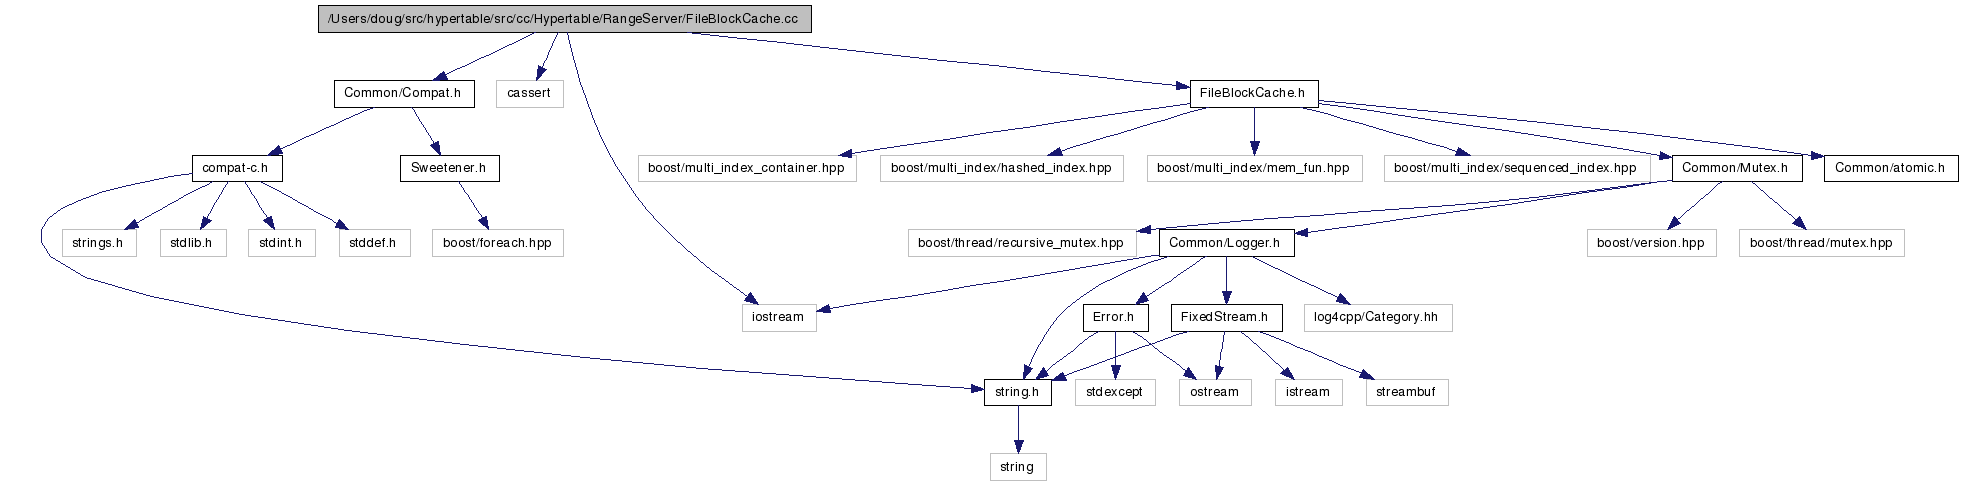 /Users/doug/src/hypertable/src/cc/Hypertable/RangeServer/FileBlockCache.cc
Common/Compat.h
cassert
FileBlockCache.h
compat-c.h
Sweetener.h
boost/multi_index_container.hpp
boost/multi_index/hashed_index.hpp
boost/multi_index/mem_fun.hpp
boost/multi_index/sequenced_index.hpp
Common/Mutex.h
Common/atomic.h
strings.h
stdlib.h
stdint.h
stddef.h
boost/foreach.hpp
boost/thread/recursive_mutex.hpp
Common/Logger.h
boost/version.hpp
boost/thread/mutex.hpp
iostream
Error.h
FixedStream.h
log4cpp/Category.hh
string.h
stdexcept
ostream
istream
streambuf
string